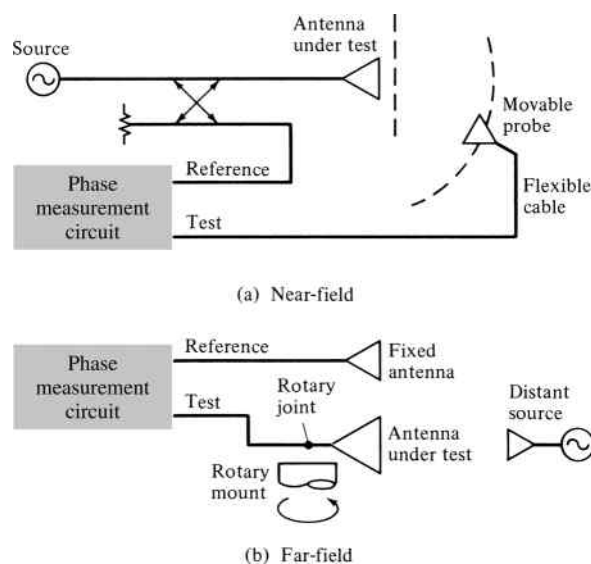 Antenna
under test
Source
Movable
probe
Reference
Phase
measurement
circuit
Flexible
cable
Test
(a) Near-field
Reference
Fixed
antenna
Phase
measurement
circuit
Rotary
joint
Distant
source
Test
Antenna
under test
Rotary
mount
(b) Far-field